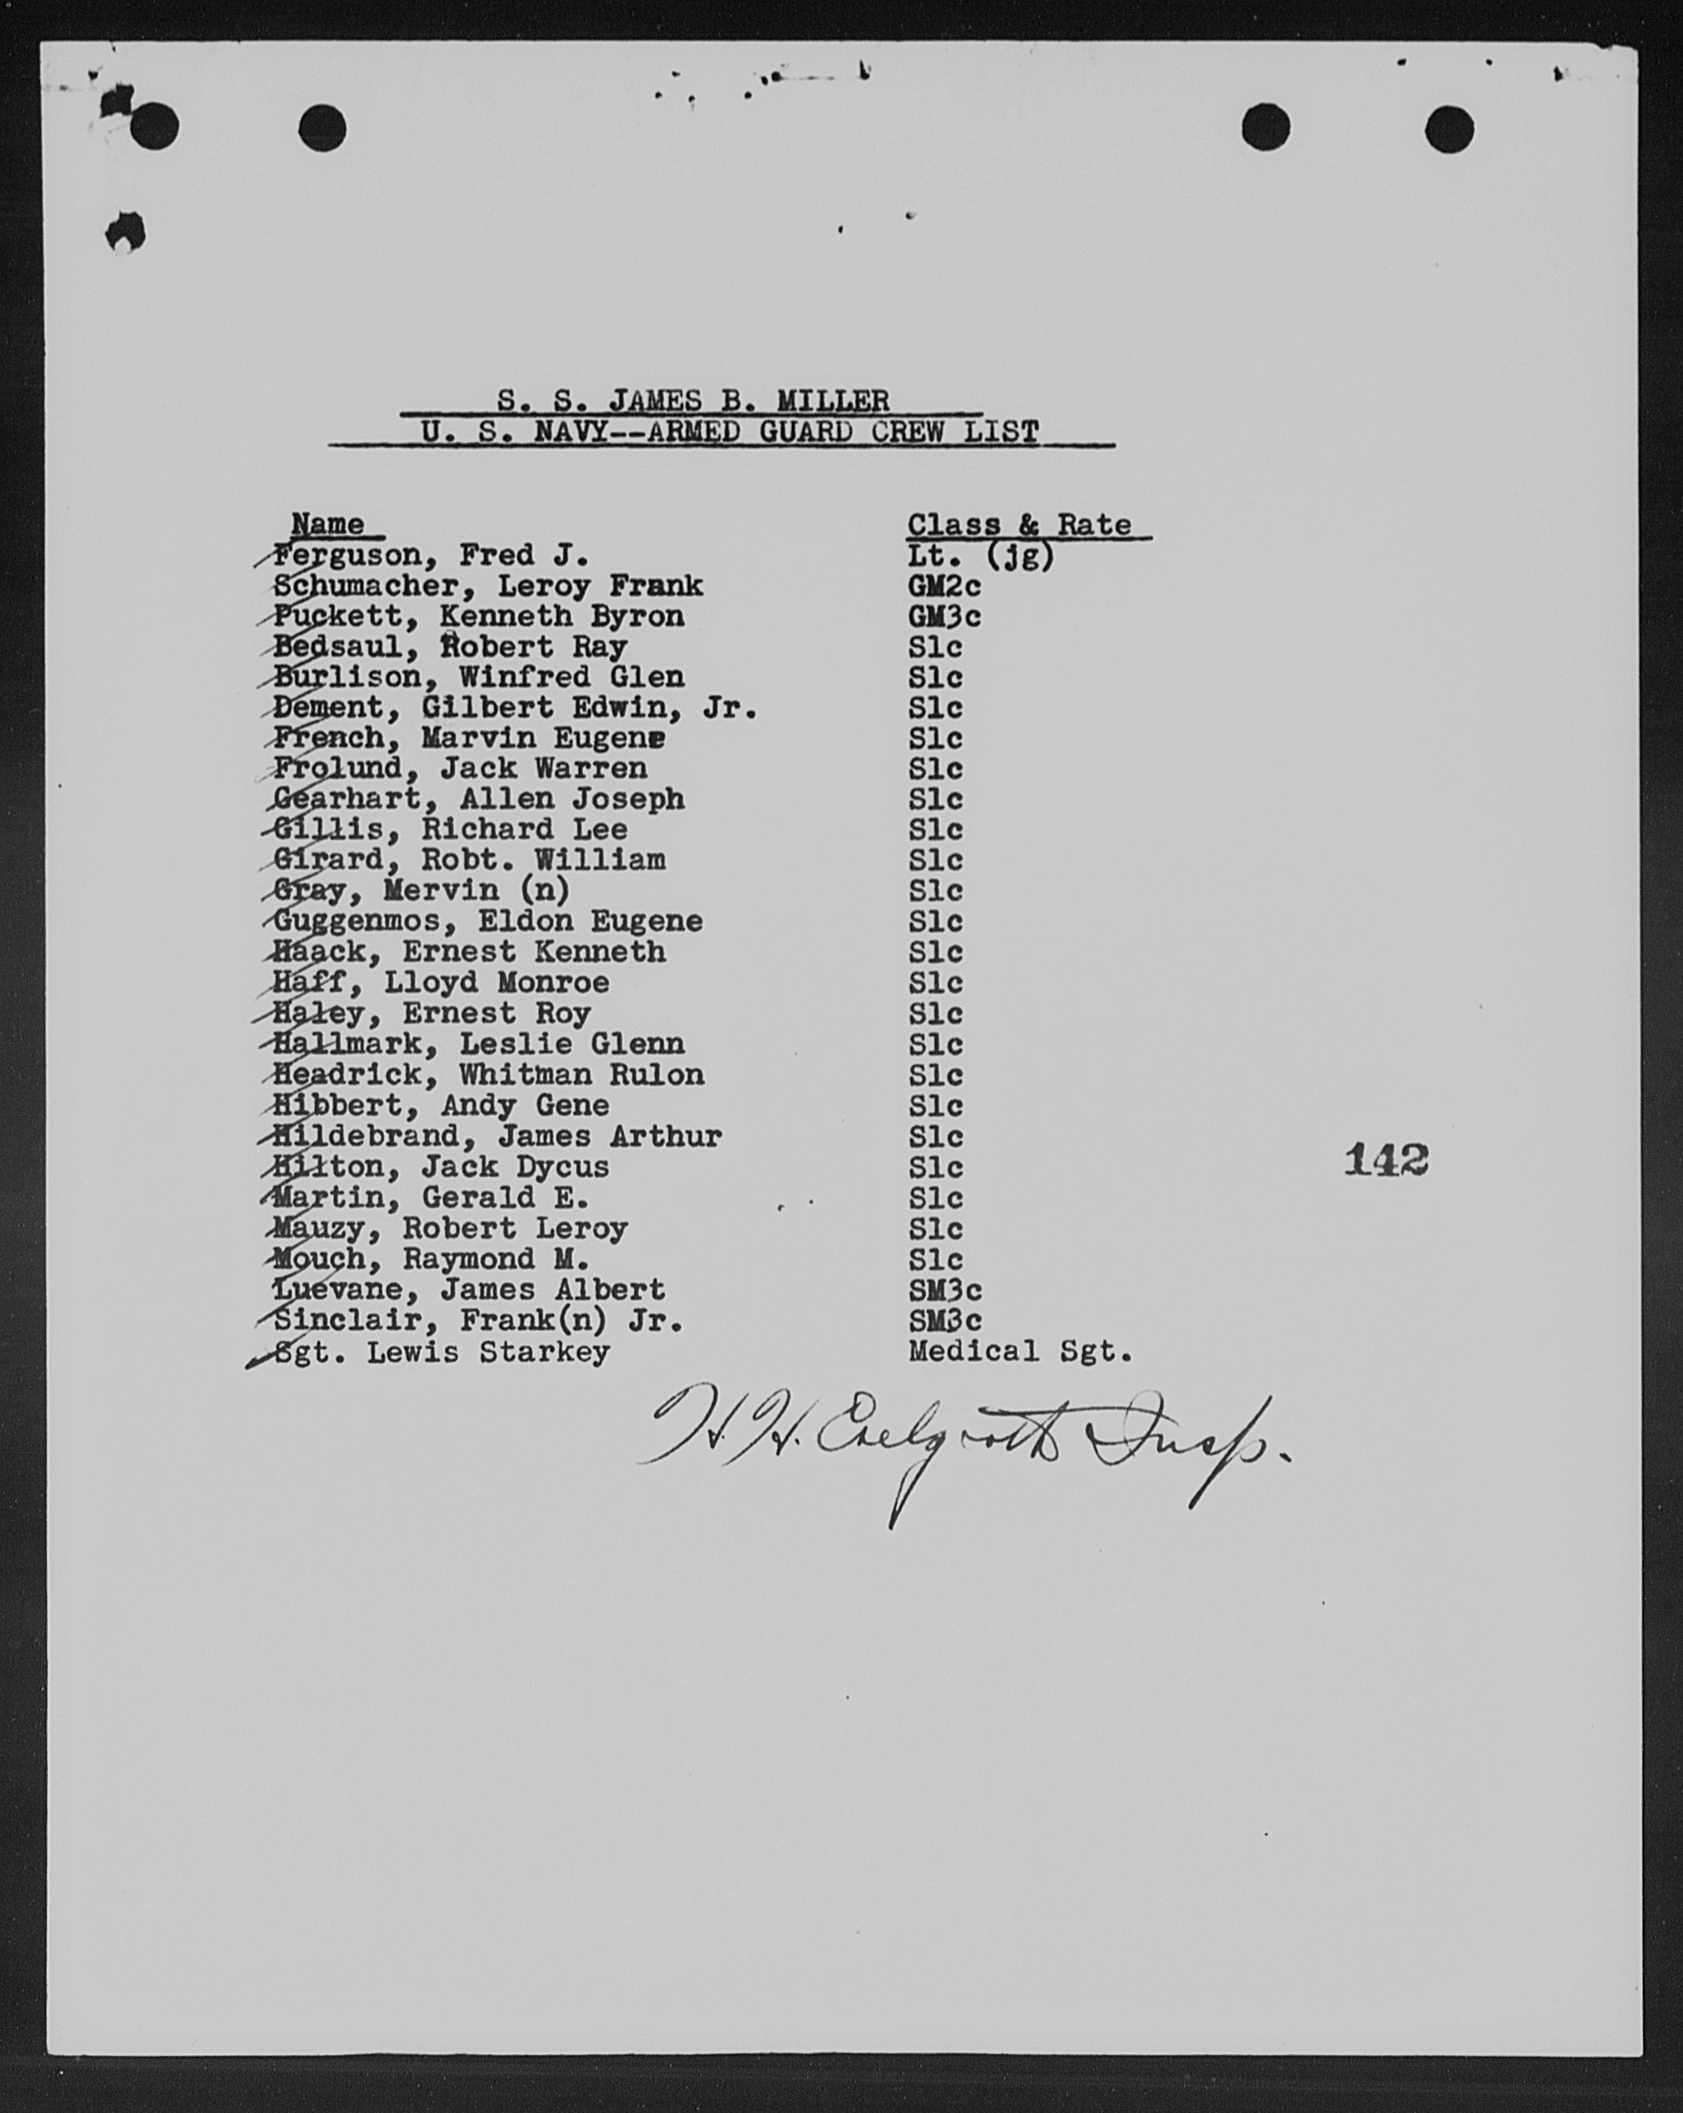 S. S. JAMES B. MILLER
U. S. NAVY--ARMED GUARD CREW LIST
Name Class & Rate
Ferguson, Fred J. Lt. (jg)
Schumacher, Leroy Frank GM2c
Puckett, Kenneth Byron GM3c
Bedsaul, Robert Ray S1c
Burlison, Winfred Glen S1c
Dement, Gilbert Edwin, Jr. S1c
French, Marvin Eugene S1c
Frolund, Jack Warren S1c
Gearhart, Allen Joseph S1c
Gillis, Richard Lee S1c
Girard, Robt. William S1c
Gray, Mervin (n) S1c
Guggenmos, Eldon Eugene S1c
Haack, Ernest Kenneth S1c
Haff, Lloyd Monroe S1c
Haley, Ernest Roy S1c
Hallmark, Leslie Glenn S1c
Headrick, Whitman Rulon S1c
Hibbert, Andy Gene S1c
Hildebrand, James Arthur S1c
Hilton, Jack Dycus S1c 142
Martin, Gerald E. S1c
Mauzy, Robert Leroy S1c
Mouch, Raymond M. S1c
Luevane, James Albert SM3c
Sinclair, Frank(n) Jr. SM3c
Sgt. Lewis Starkey Medical Sgt.
H. H. Insp.